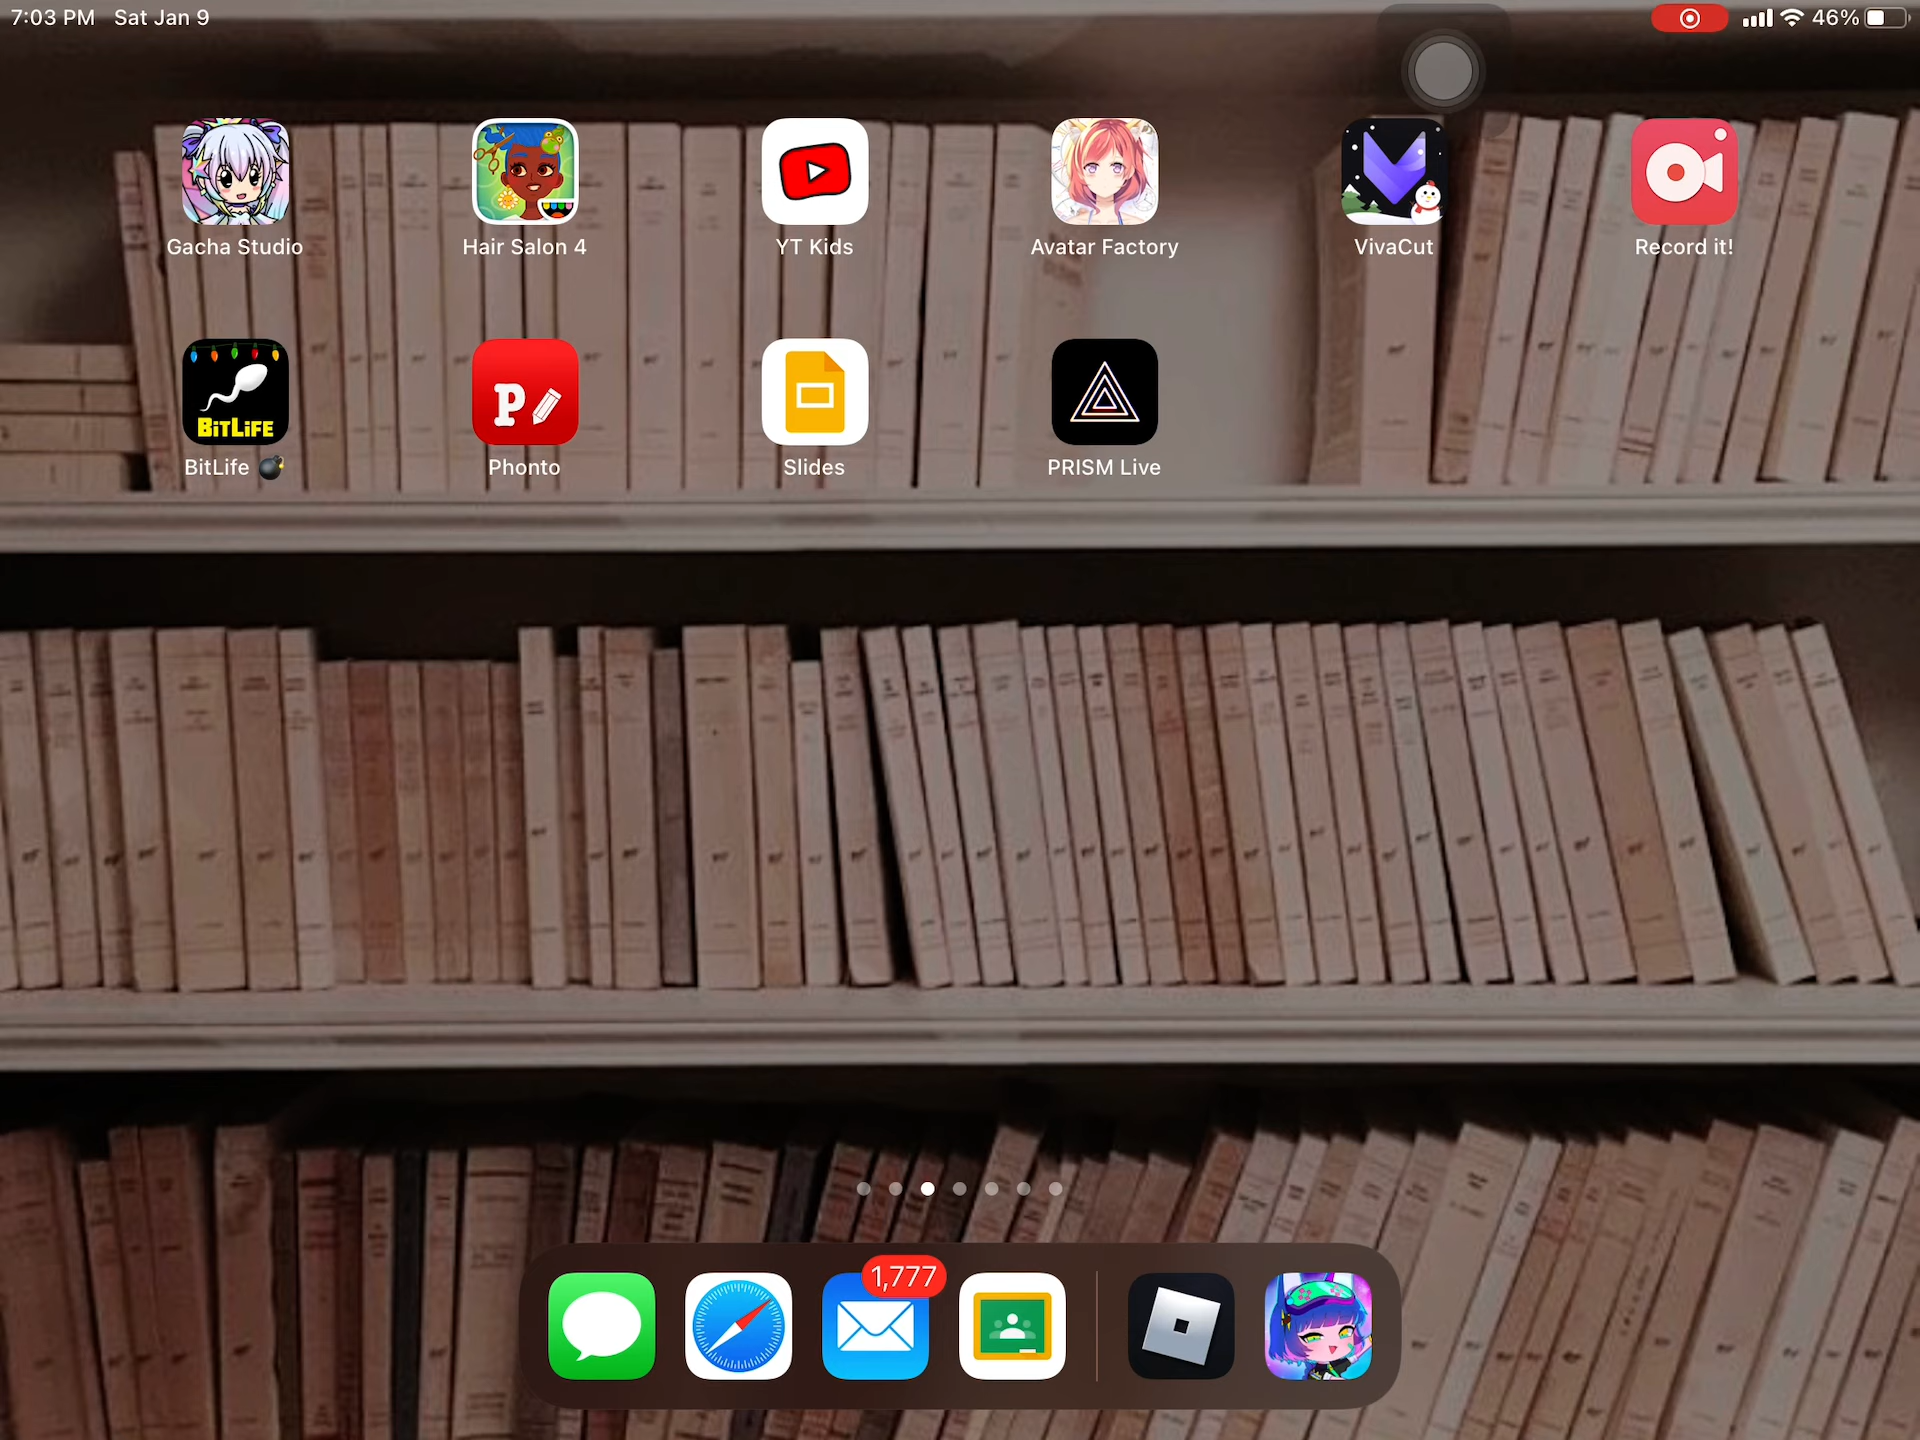 7:03 PM Sat Jan 9
46%
Gacha Studio
Hair Salon 4
YT Kids
Avatar Factory
VivaCut
Record it!
BITLIFE
P
BitLife 💣
Phonto
Slides
PRISM Live
1,777